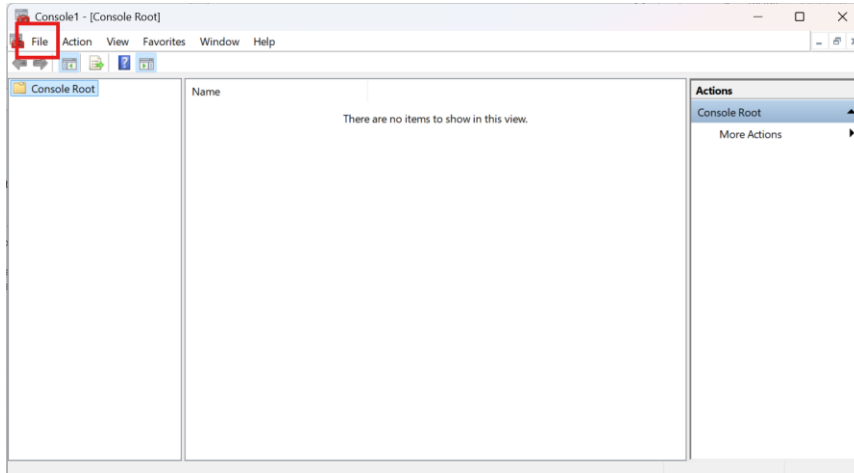 Console1 - [Console Root]
File Action View Favorites Window Help
Console Root
Name
There are no items to show in this view.
Actions
Console Root
More Actions